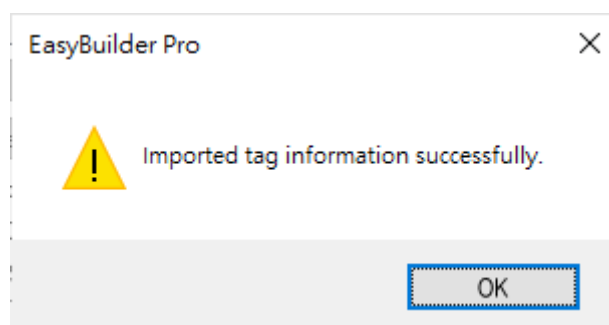 EasyBuilder Pro
Imported tag information successfully.
OK